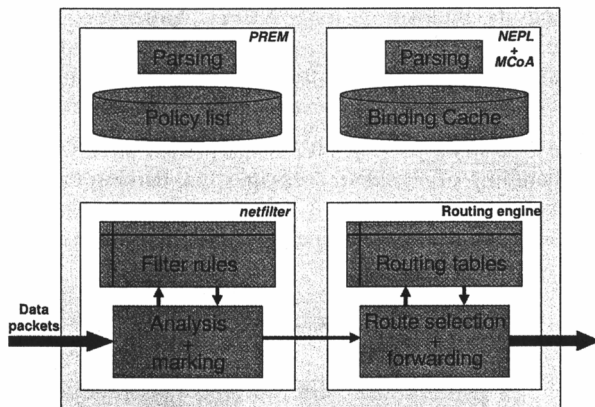 PREM
Parsing
Policy list
NEPL
+
MCoA
Parsing
Binding Cache
netfilter
Filter rules
Analysis
+
marking
Routing engine
Routing tables
Route selection
+
forwarding
Data
packets